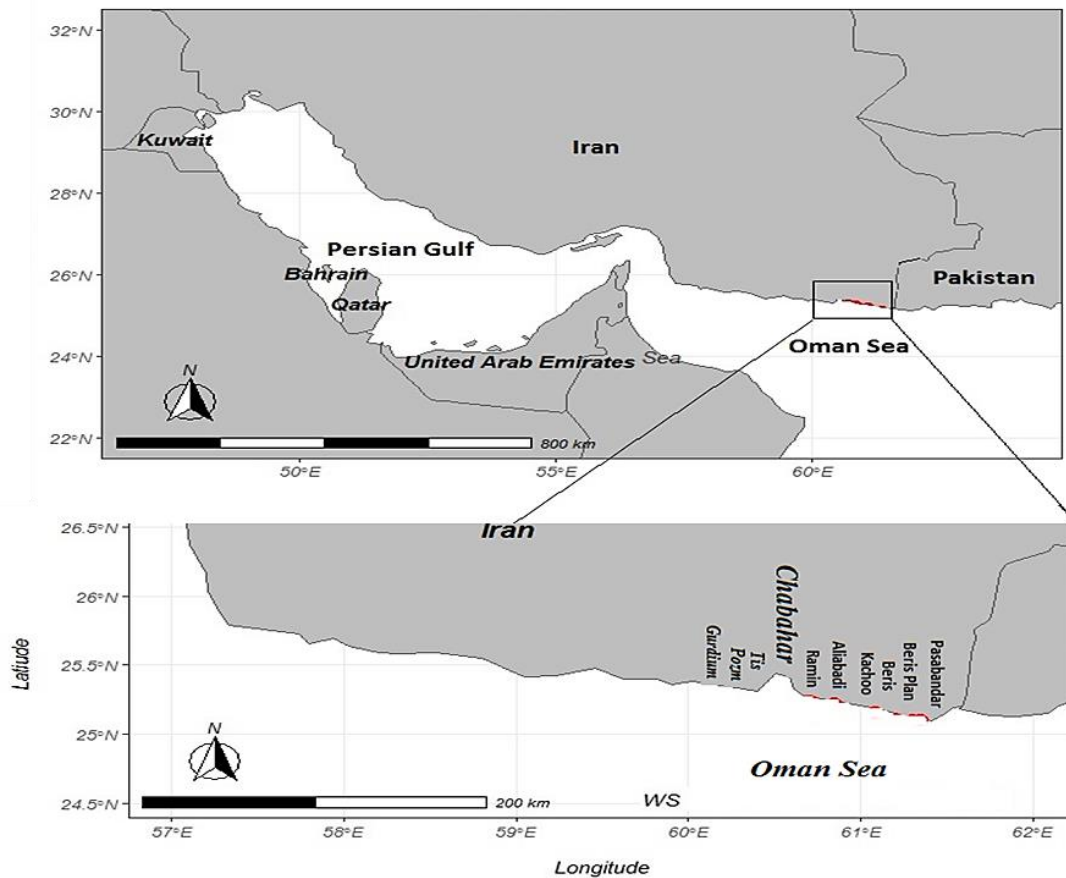 32°N
30°N
Kuwait
Iran
28°N
Persian Gulf
26°N
Bahrain
Pakistan
Qatar
24°N
United Arab Emirates
Sea
Oman Sea
N
22°N
800 km
50°E
55°E
60°E
26.5°N
Iran
26°N
Chabahar
Gurdium
Pozm
Tis
Ramin
Aliabadi
Kachoo
Beris
Beris Plan
Pasabandar
25.5°N
Latiude
25°N
N
Oman Sea
24.5°N
200 km
WS
57°E
58°E
59°E
60°E
61°E
62°E
Longitude